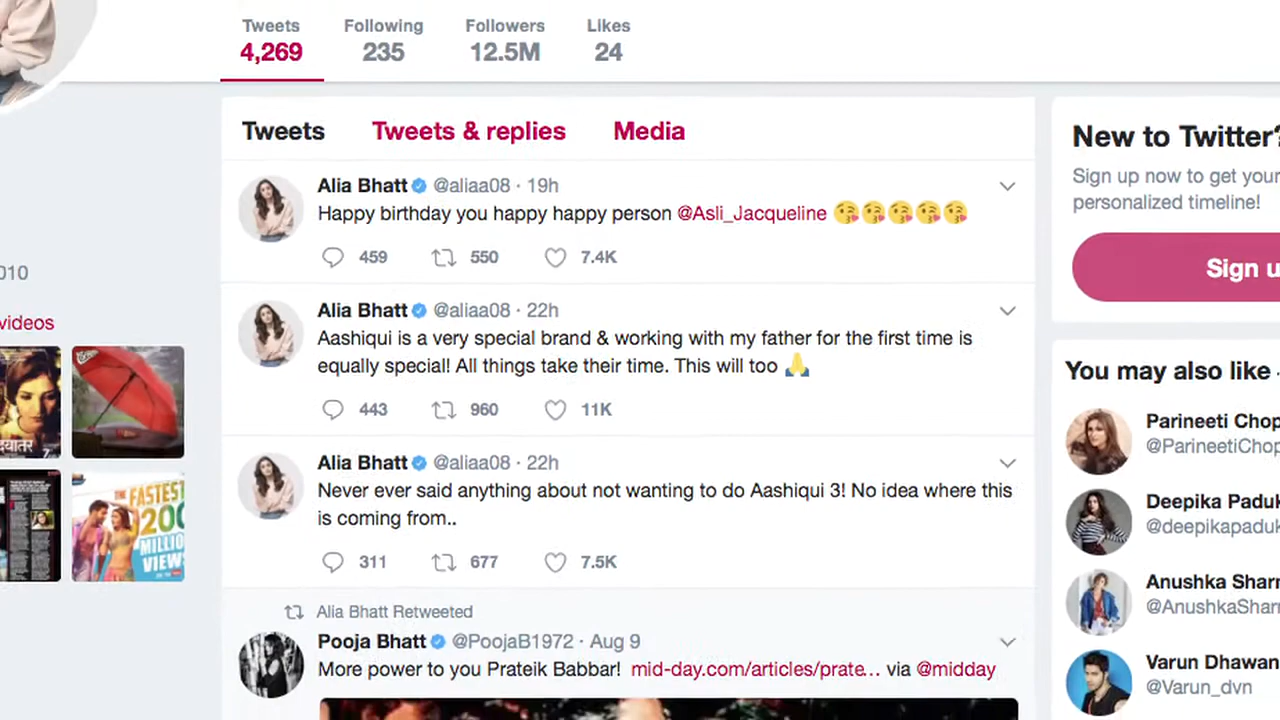 Tweets Following Followers Likes
4,269 235 12.5M 24
Tweets Tweets & replies Media
Alia Bhatt @aliaa08 · 19h
Happy birthday you happy happy person @Asli_Jacqueline 😘😘😘😘😘
459 550 7.4K
Alia Bhatt @aliaa08 · 22h
Aashiqui is a very special brand & working with my father for the first time is
equally special! All things take their time. This will too 🙏
443 960 11K
Alia Bhatt @aliaa08 · 22h
Never ever said anything about not wanting to do Aashiqui 3! No idea where this
is coming from..
311 677 7.5K
Alia Bhatt Retweeted
Pooja Bhatt @PoojaB1972 · Aug 9
More power to you Prateik Babbar! mid-day.com/articles/prate... via @midday
010
videos
THE FASTEST
200
MILLIO
VIEW
New to Twitter?
Sign up now to get your
personalized timeline!
Sign u
You may also like ·
Parineeti Chop
@ParineetiChop
Deepika Paduk
@deepikapaduk
Anushka Sharm
@AnushkaSharm
Varun Dhawan
@Varun_dvn